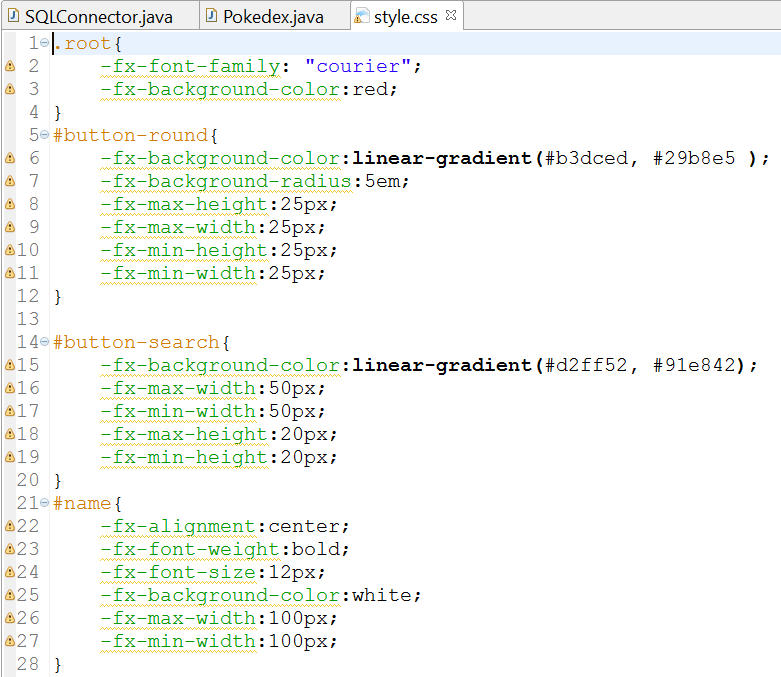 SQLConnector.java Pokedex.java style.css
1 .root{
2 -fx-font-family: "courier";
3 -fx-background-color:red;
4 }
5 #button-round{
6 -fx-background-color:linear-gradient(#b3dced, #29b8e5 );
7 -fx-background-radius:5em;
8 -fx-max-height:25px;
9 -fx-max-width:25px;
10 -fx-min-height:25px;
11 -fx-min-width:25px;
12 }
13
14 #button-search{
15 -fx-background-color:linear-gradient(#d2ff52, #91e842);
16 -fx-max-width:50px;
17 -fx-min-width:50px;
18 -fx-max-height:20px;
19 -fx-min-height:20px;
20 }
21 #name{
22 -fx-alignment:center;
23 -fx-font-weight:bold;
24 -fx-font-size:12px;
25 -fx-background-color:white;
26 -fx-max-width:100px;
27 -fx-min-width:100px;
28 }